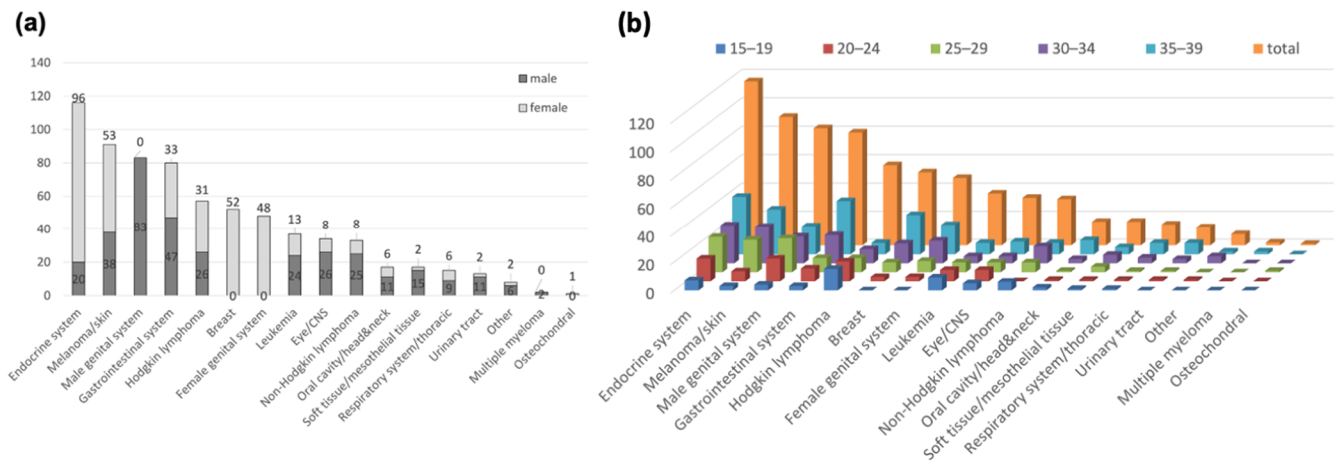 (a)
140
120
100
80
60
40
20
0
male
female
96 53 0 33 31 52 48 13 8 8 6 2 6 2 2 0 1
20 38 83 47 26 0 0 24 26 25 11 15 9 11 6 2 0
Endocrine system
Melanoma/skin
Male genital system
Gastrointestinal system
Hodgkin lymphoma
Breast
Female genital system
Leukemia
Eye/CNS
Non-Hodgkin lymphoma
Oral cavity/head&neck
Soft tissue/mesothelial tissue
Respiratory system/thoracic
Urinary tract
Other
Multiple myeloma
Osteochondral
(b)
15–19 20–24 25–29 30–34 35–39 total
120
100
80
60
40
20
0
Endocrine system
Melanoma/skin
Male genital system
Gastrointestinal system
Hodgkin lymphoma
Breast
Female genital system
Leukemia
Eye/CNS
Non-Hodgkin lymphoma
Oral cavity/head&neck
Soft tissue/mesothelial tissue
Respiratory system/thoracic
Urinary tract
Other
Multiple myeloma
Osteochondral